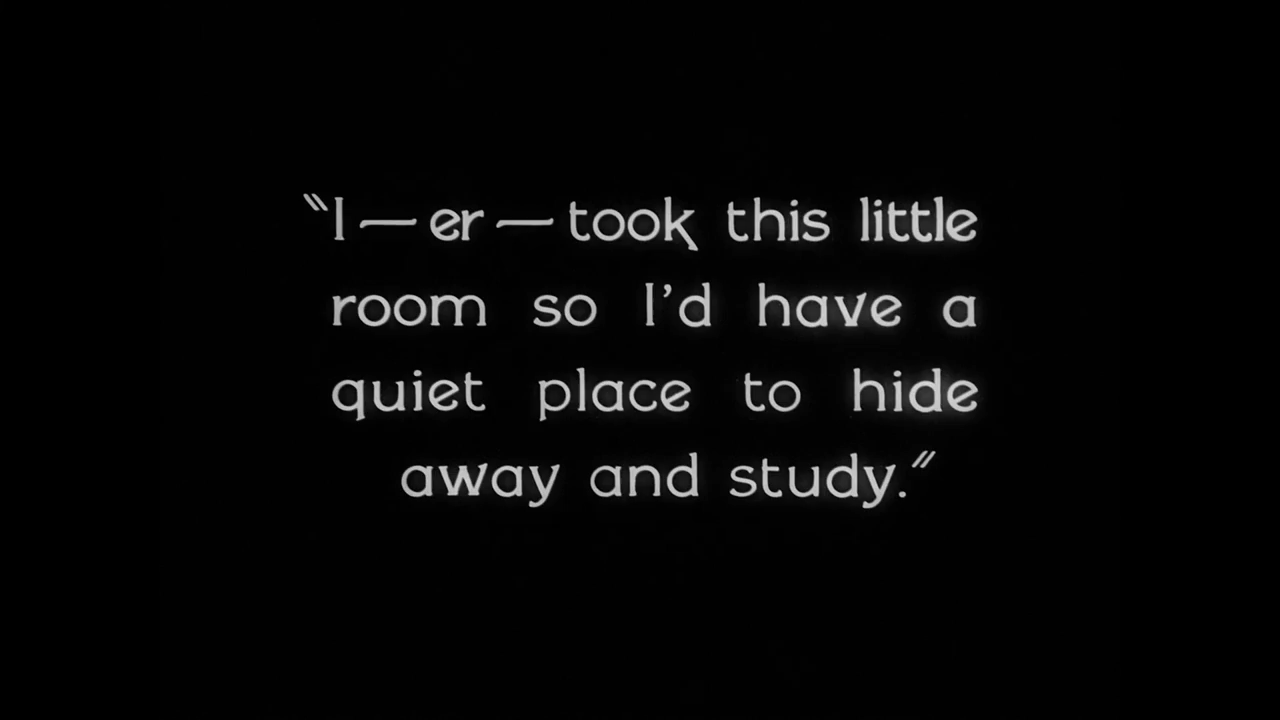 "I — er — took this little
room so I'd have a
quiet place to hide
away and study."